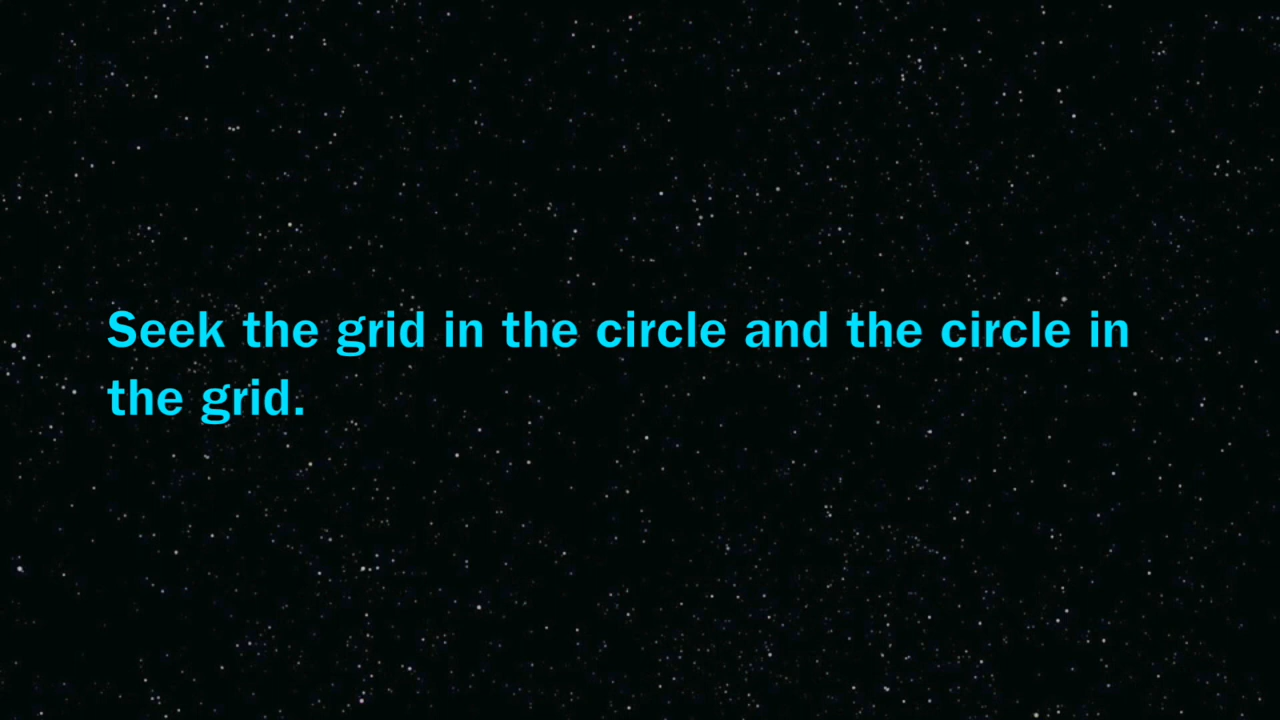 Seek the grid in the circle and the circle in
the grid.